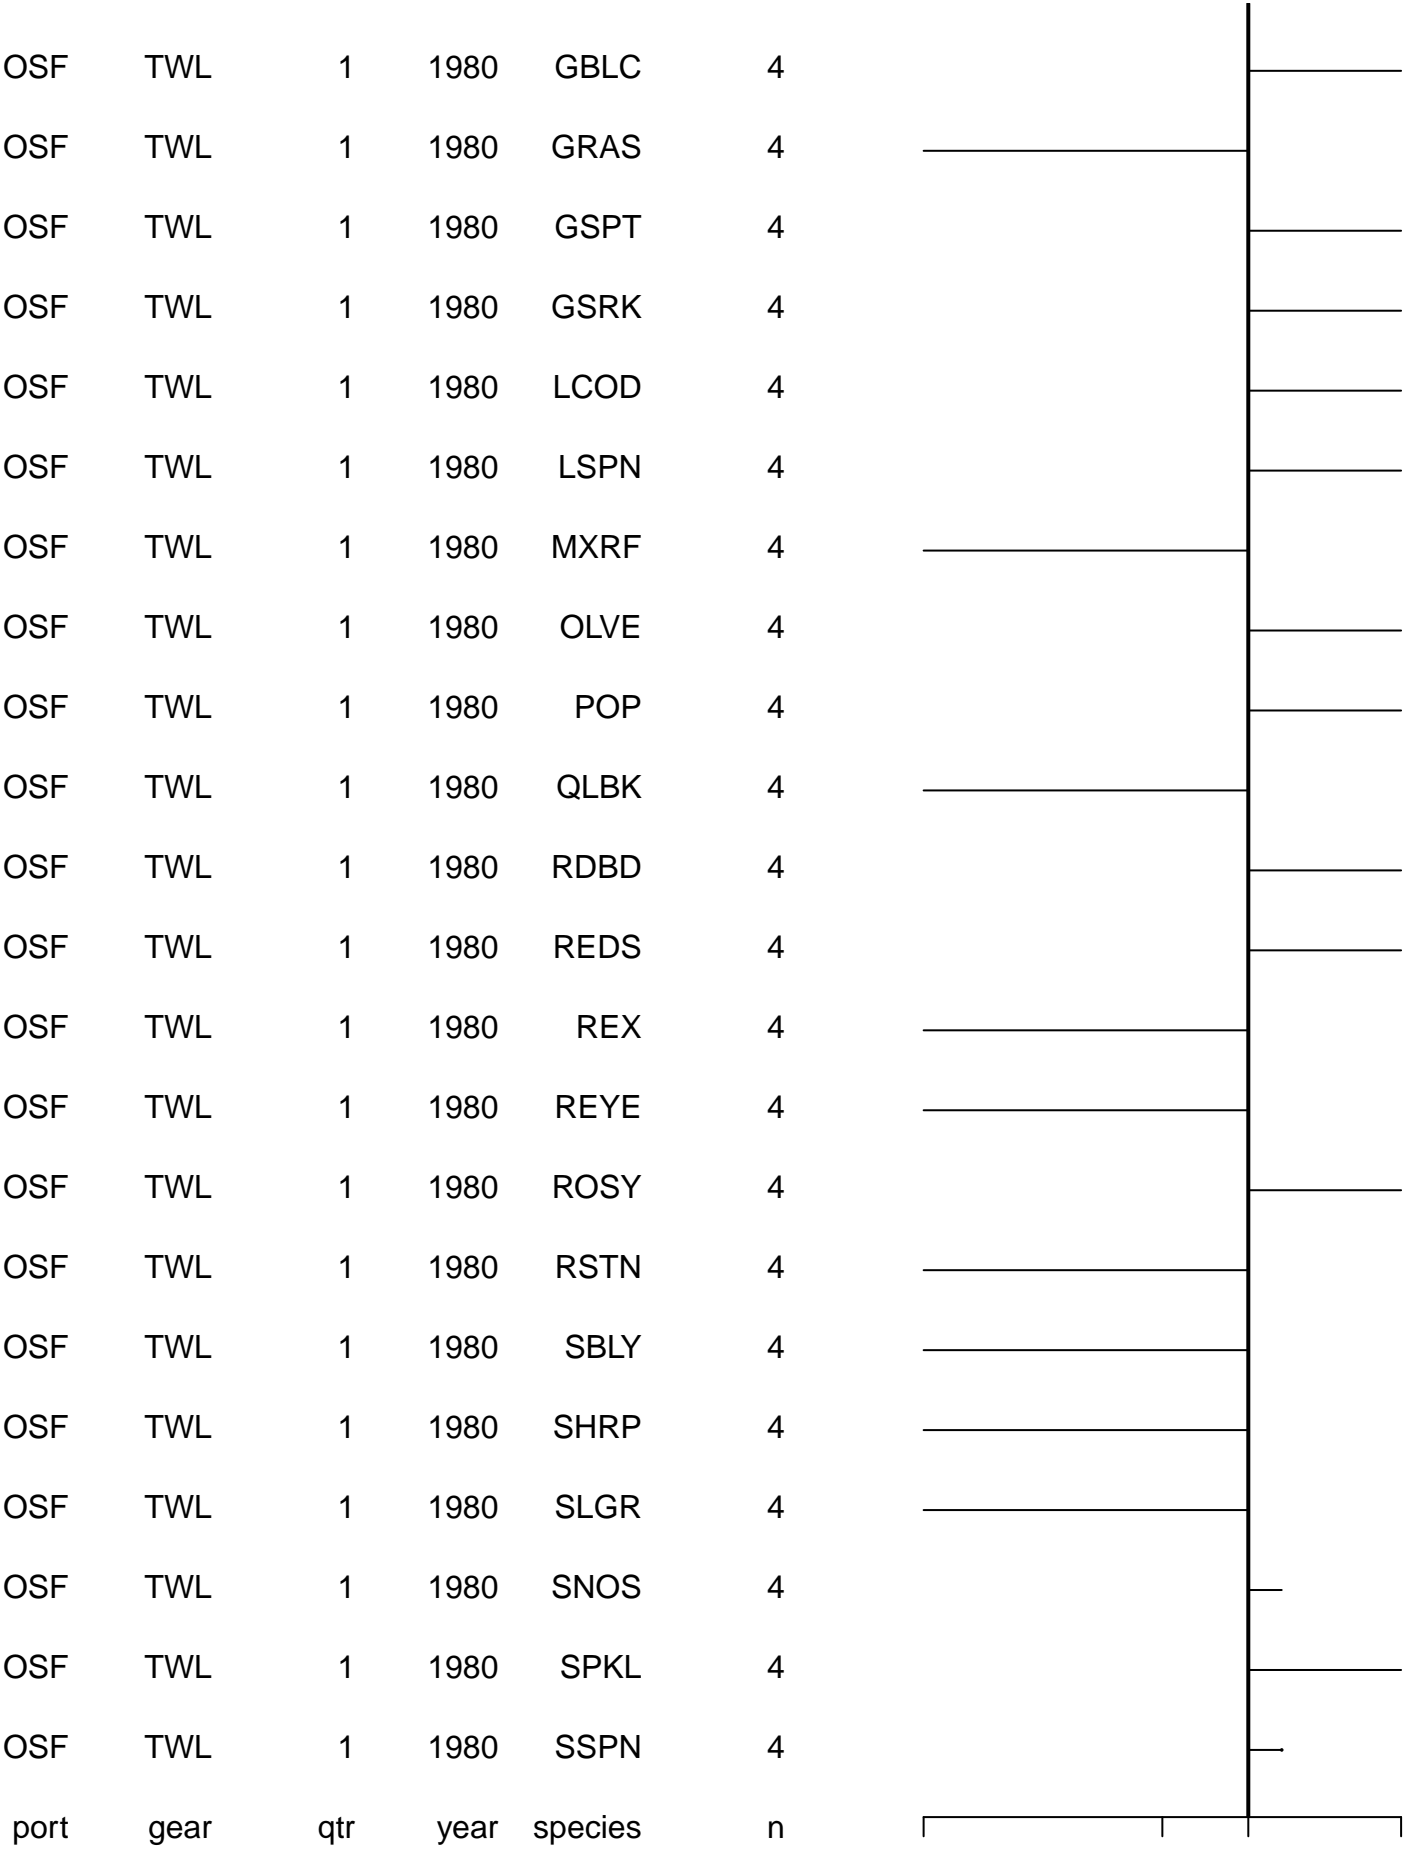 OSF TWL 1 1980 GBLC 4
OSF TWL 1 1980 GRAS 4
OSF TWL 1 1980 GSPT 4
OSF TWL 1 1980 GSRK 4
OSF TWL 1 1980 LCOD 4
OSF TWL 1 1980 LSPN 4
OSF TWL 1 1980 MXRF 4
OSF TWL 1 1980 OLVE 4
OSF TWL 1 1980 POP 4
OSF TWL 1 1980 QLBK 4
OSF TWL 1 1980 RDBD 4
OSF TWL 1 1980 REDS 4
OSF TWL 1 1980 REX 4
OSF TWL 1 1980 REYE 4
OSF TWL 1 1980 ROSY 4
OSF TWL 1 1980 RSTN 4
OSF TWL 1 1980 SBLY 4
OSF TWL 1 1980 SHRP 4
OSF TWL 1 1980 SLGR 4
OSF TWL 1 1980 SNOS 4
OSF TWL 1 1980 SPKL 4
OSF TWL 1 1980 SSPN 4
port gear qtr year species n